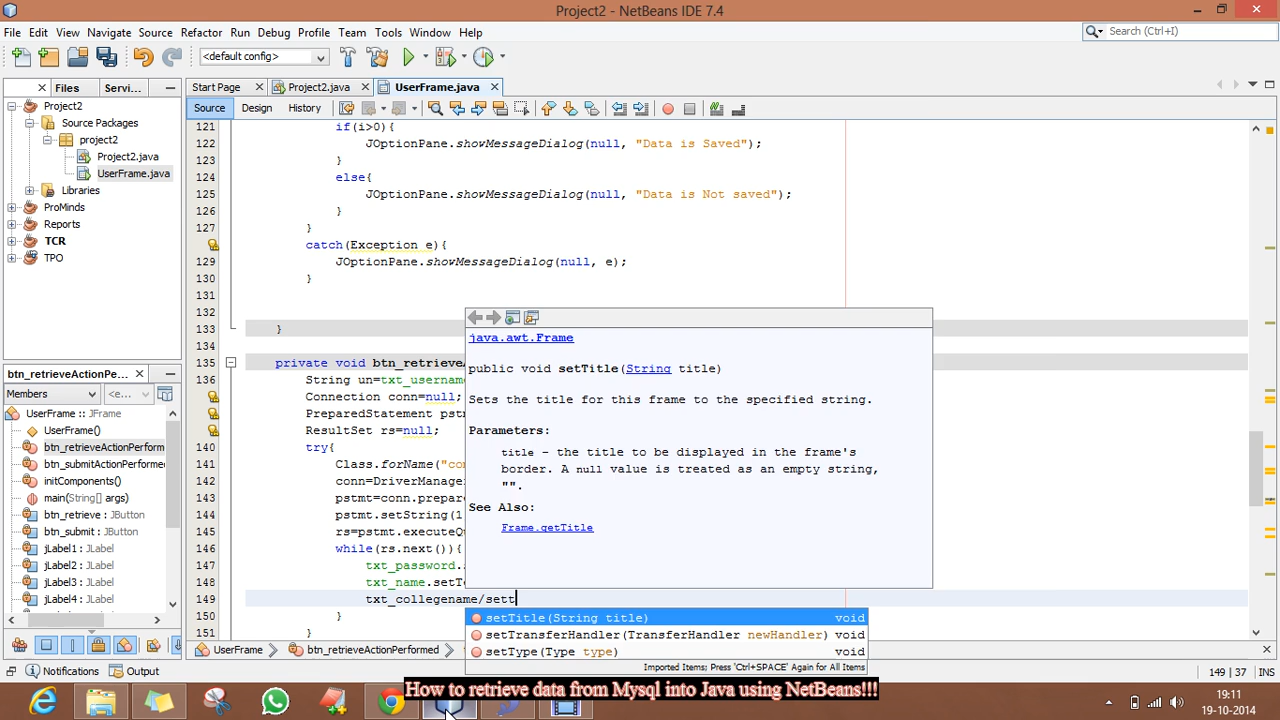 Project2 - NetBeans IDE 7.4
File Edit View Navigate Source Refactor Run Debug Profile Team Tools Window Help
Search (Ctrl+I)
<default config>
Files Servi...
Start Page Project2.java UserFrame.java
Source Design History
Project2
Source Packages
project2
Project2.java
UserFrame.java
Libraries
ProMinds
Reports
TCR
TPO
btn_retrieveActionPe...
Members <e...
UserFrame :: JFrame
UserFrame()
btn_retrieveActionPerform
btn_submitActionPerformed
initComponents()
main(String[] args)
btn_retrieve : JButton
btn_submit : JButton
jLabel1 : JLabel
jLabel2 : JLabel
jLabel3 : JLabel
jLabel4 : JLabel
121 if(i>0){
122 JOptionPane.showMessageDialog(null, "Data is Saved");
123 }
124 else{
125 JOptionPane.showMessageDialog(null, "Data is Not saved");
126 }
127 }
catch(Exception e){
129 JOptionPane.showMessageDialog(null, e);
130 }
131
132
133 }
134
135 private void btn_retrieveA
136 String un=txt_username
Connection conn=null;
PreparedStatement pstm
ResultSet rs=null;
140 try{
141 Class.forName("co
142 conn=DriverManager
143 pstmt=conn.prepare
144 pstmt.setString(1
145 rs=pstmt.executeQu
146 while(rs.next()){
147 txt_password.s
148 txt_name.setTe
149 txt_collegename/sett
150 }
151 }
java.awt.Frame
public void setTitle(String title)
Sets the title for this frame to the specified string.
Parameters:
title - the title to be displayed in the frame's
border. A null value is treated as an empty string,
"".
See Also:
Frame.getTitle
setTitle(String title) void
setTransferHandler(TransferHandler newHandler) void
setType(Type type) void
Imported Items; Press 'Ctrl+SPACE' Again for All Items
UserFrame btn_retrieveActionPerformed
Notifications Output
149 | 37 INS
How to retrieve data from Mysql into Java using NetBeans!!!
19:11
19-10-2014